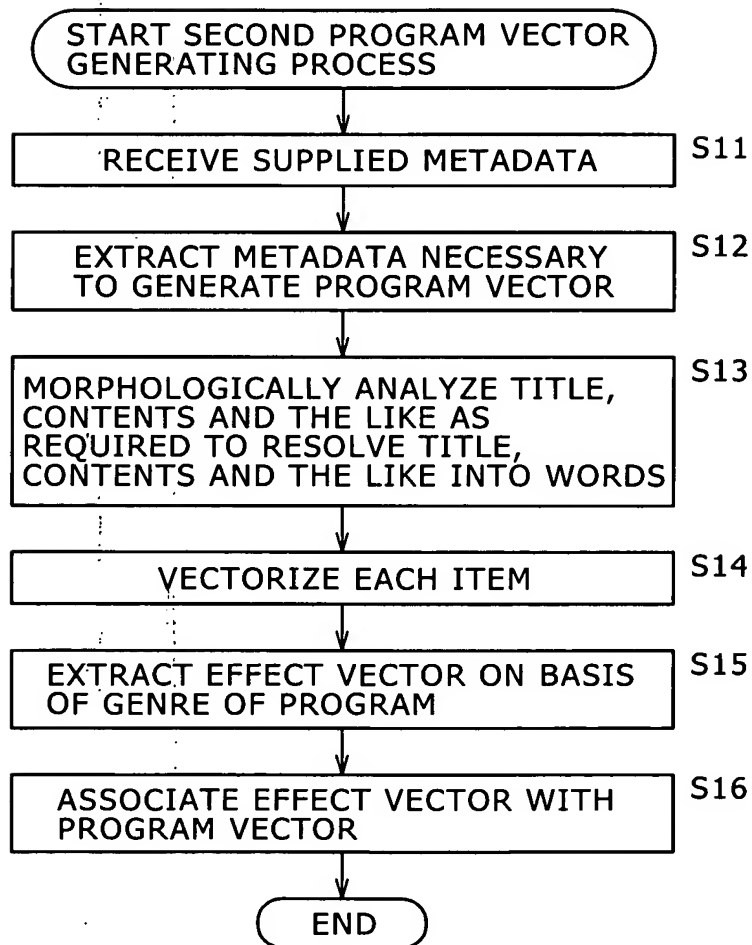 START SECOND PROGRAM VECTOR
GENERATING PROCESS
RECEIVE SUPPLIED METADATA
S11
EXTRACT METADATA NECESSARY
TO GENERATE PROGRAM VECTOR
S12
MORPHOLOGICALLY ANALYZE TITLE,
CONTENTS AND THE LIKE AS
REQUIRED TO RESOLVE TITLE,
CONTENTS AND THE LIKE INTO WORDS
S13
VECTORIZE EACH ITEM
S14
EXTRACT EFFECT VECTOR ON BASIS
OF GENRE OF PROGRAM
S15
ASSOCIATE EFFECT VECTOR WITH
PROGRAM VECTOR
S16
END